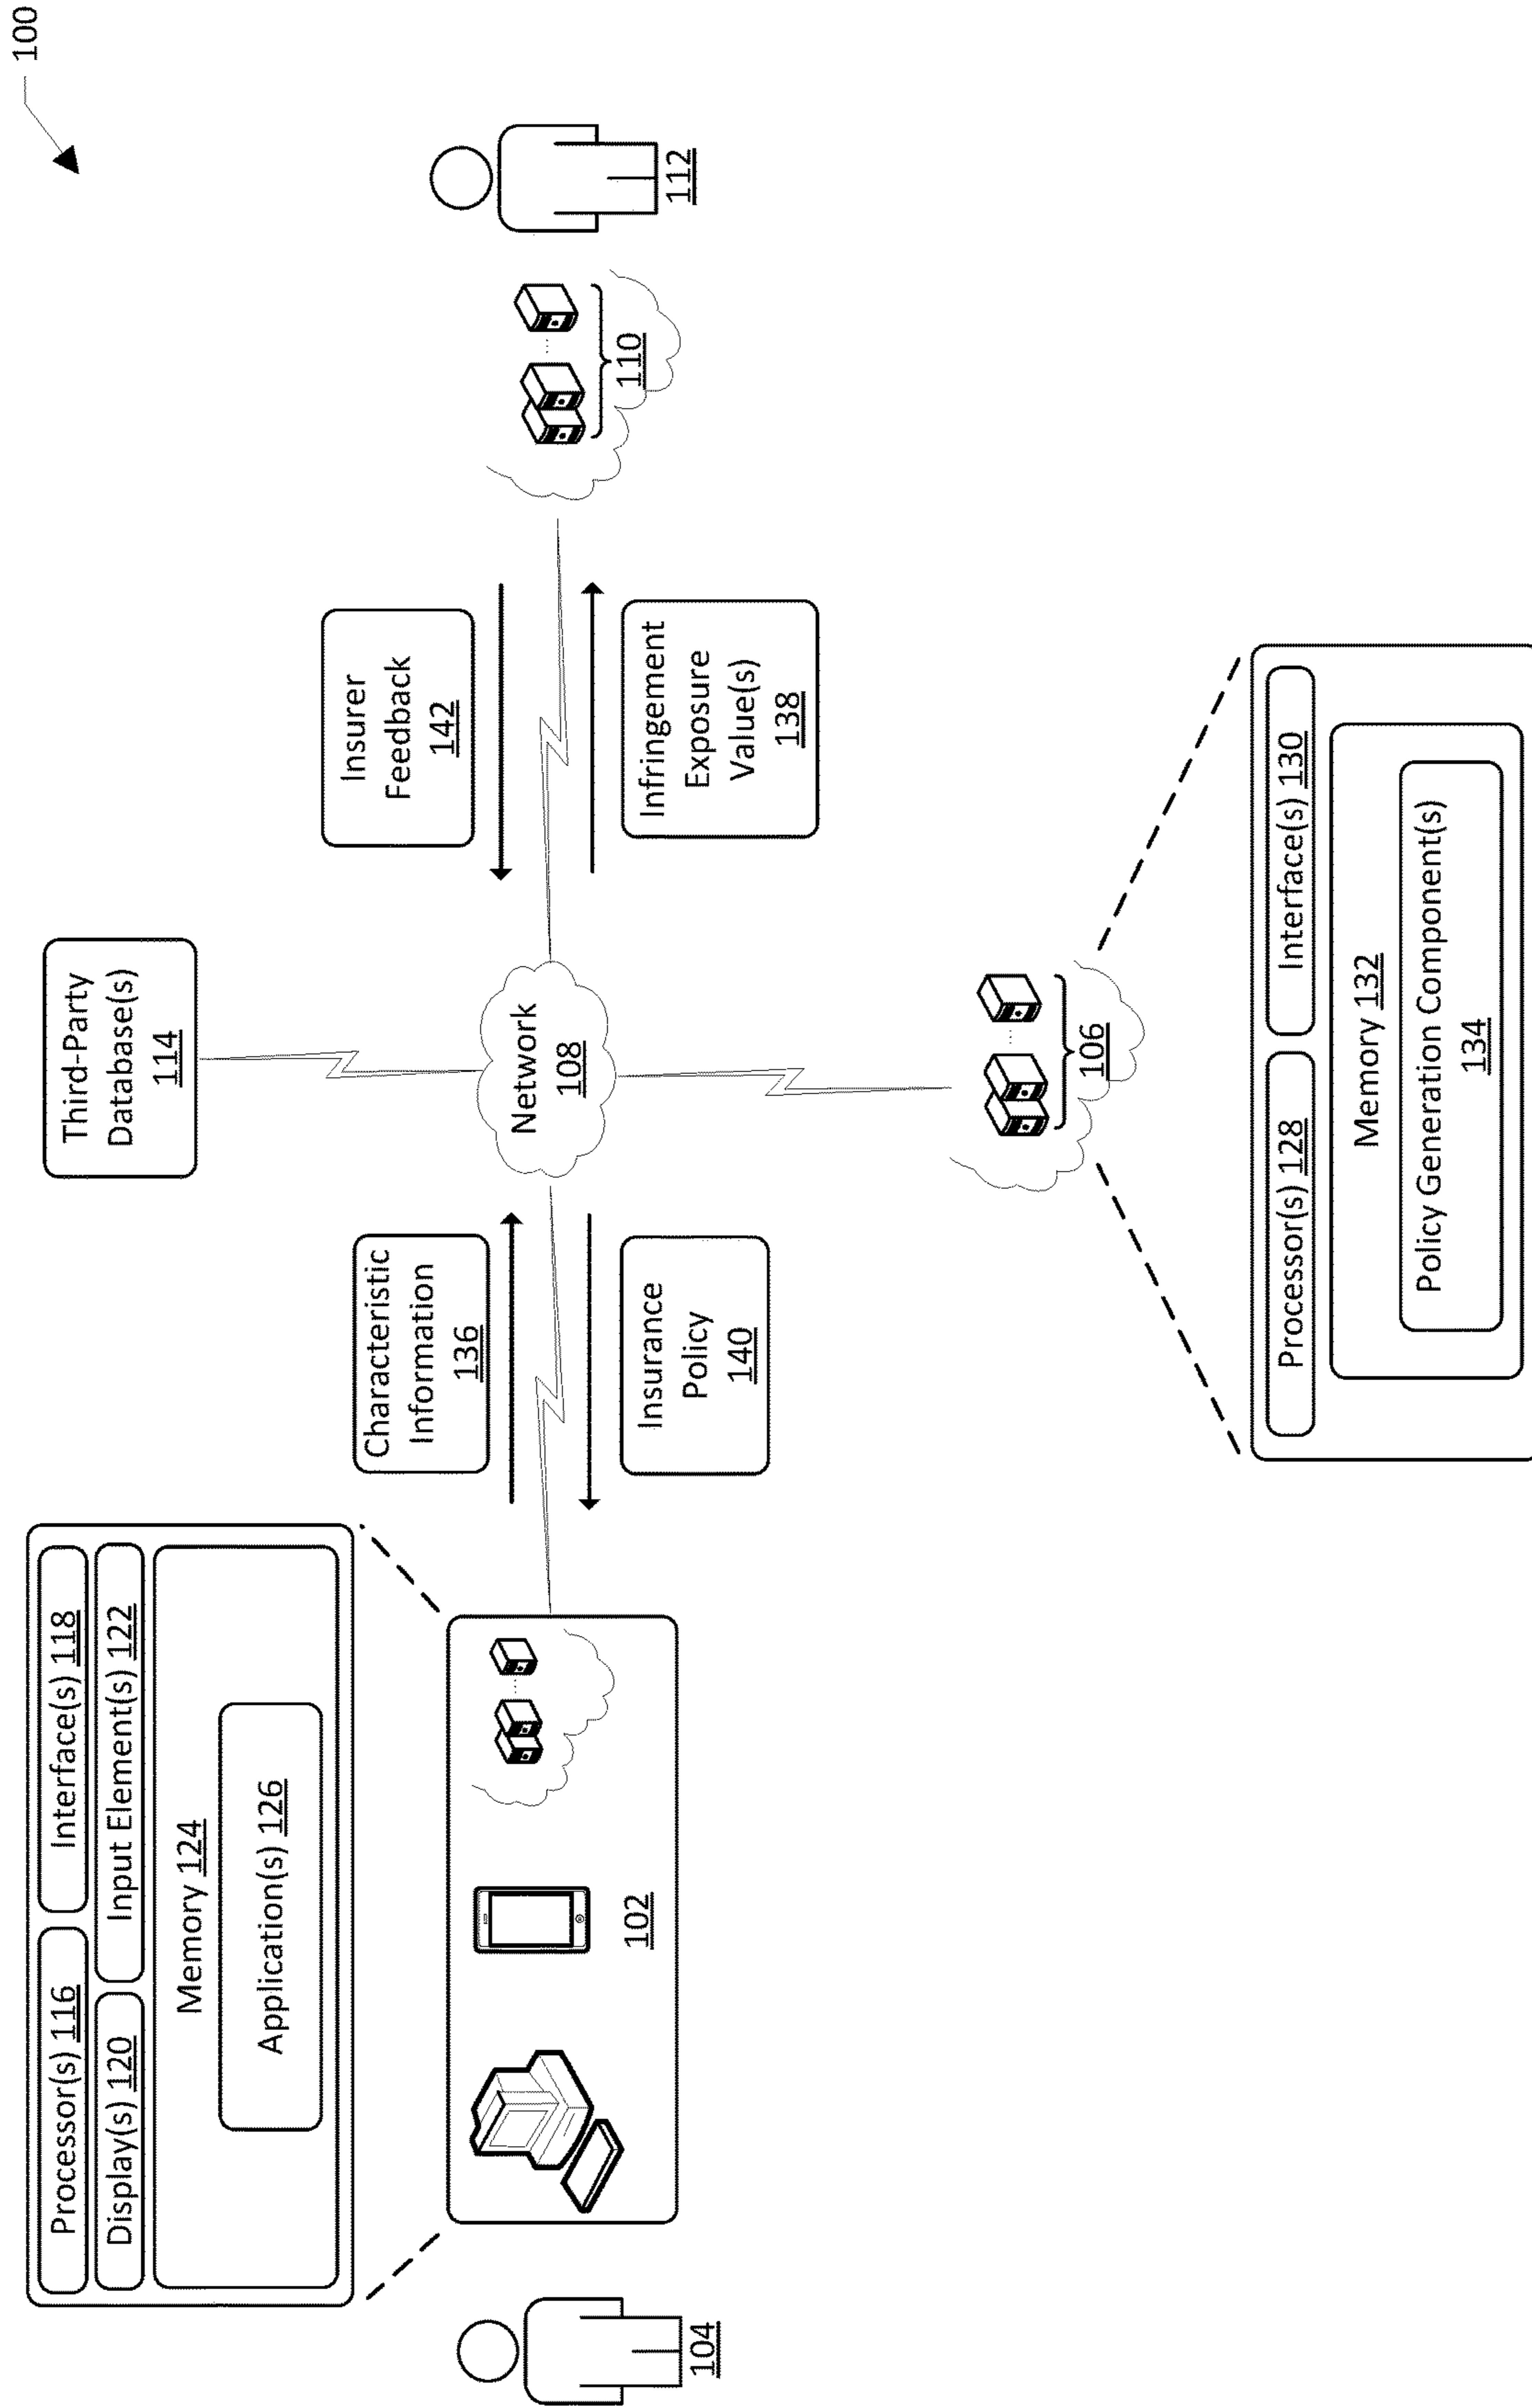 100
Processor(s) 116
Interface(s) 118
Display(s) 120
Input Element(s) 122
Memory 124
Application(s) 126
Third-Party
Database(s)
114
Characteristic
Information
136
Insurer
Feedback
142
104
102
Network
108
110
112
Insurance
Policy
140
Infringement
Exposure
Value(s)
138
106
Processor(s) 128
Interface(s) 130
Memory 132
Policy Generation Component(s)
134